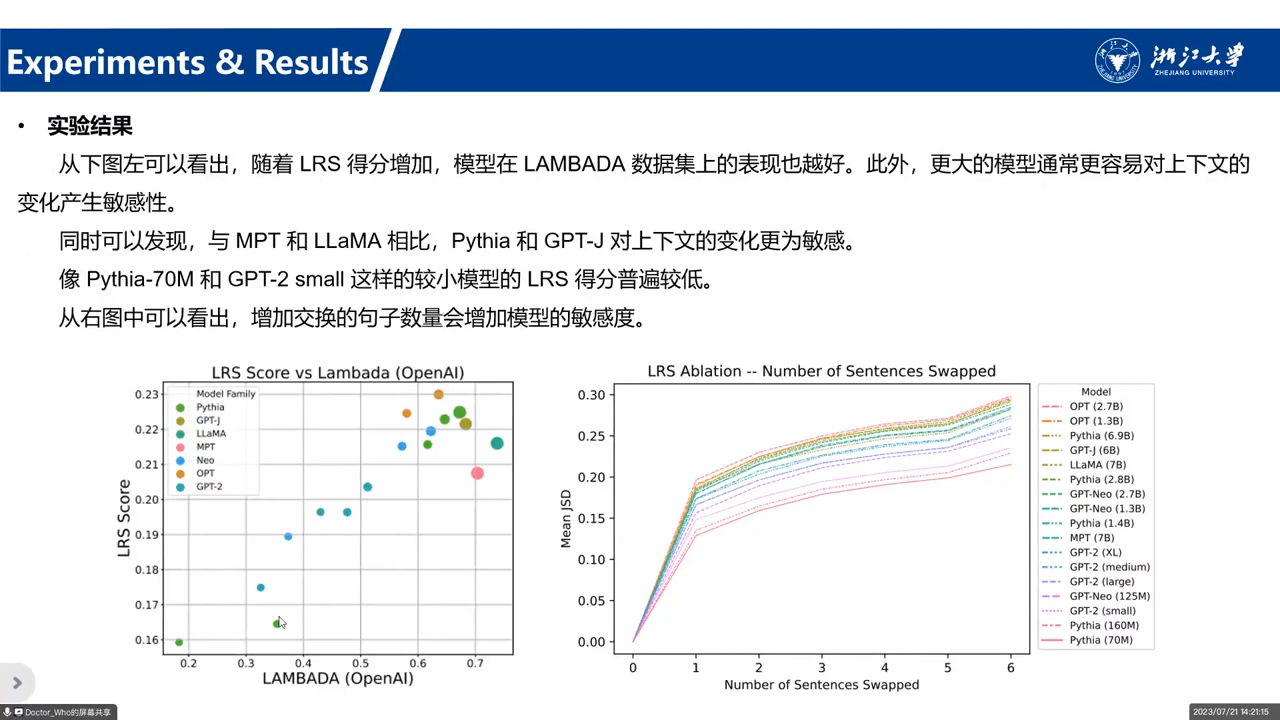 Experiments & Results
浙江大学
ZHEJIANG UNIVERSITY
• 实验结果
从下图左可以看出，随着 LRS 得分增加，模型在 LAMBADA 数据集上的表现也越好。此外，更大的模型通常更容易对上下文的
变化产生敏感性。
同时可以发现，与 MPT 和 LLaMA 相比，Pythia 和 GPT-J 对上下文的变化更为敏感。
像 Pythia-70M 和 GPT-2 small 这样的较小模型的 LRS 得分普遍较低。
从右图中可以看出，增加交换的句子数量会增加模型的敏感度。
LRS Score vs Lambada (OpenAI)
LRS Score
0.23
0.22
0.21
0.20
0.19
0.18
0.17
0.16
Model Family
Pythia
GPT-J
LLaMA
MPT
Neo
OPT
GPT-2
0.2 0.3 0.4 0.5 0.6 0.7
LAMBADA (OpenAI)
LRS Ablation -- Number of Sentences Swapped
Mean JSD
0.30
0.25
0.20
0.15
0.10
0.05
0.00
0 1 2 3 4 5 6
Number of Sentences Swapped
Model
OPT (2.7B)
OPT (1.3B)
Pythia (6.9B)
GPT-J (6B)
LLaMA (7B)
Pythia (2.8B)
GPT-Neo (2.7B)
GPT-Neo (1.3B)
Pythia (1.4B)
MPT (7B)
GPT-2 (XL)
GPT-2 (medium)
GPT-2 (large)
GPT-Neo (125M)
GPT-2 (small)
Pythia (160M)
Pythia (70M)
Doctor_Who的屏幕共享
2023/07/21 14:21:15